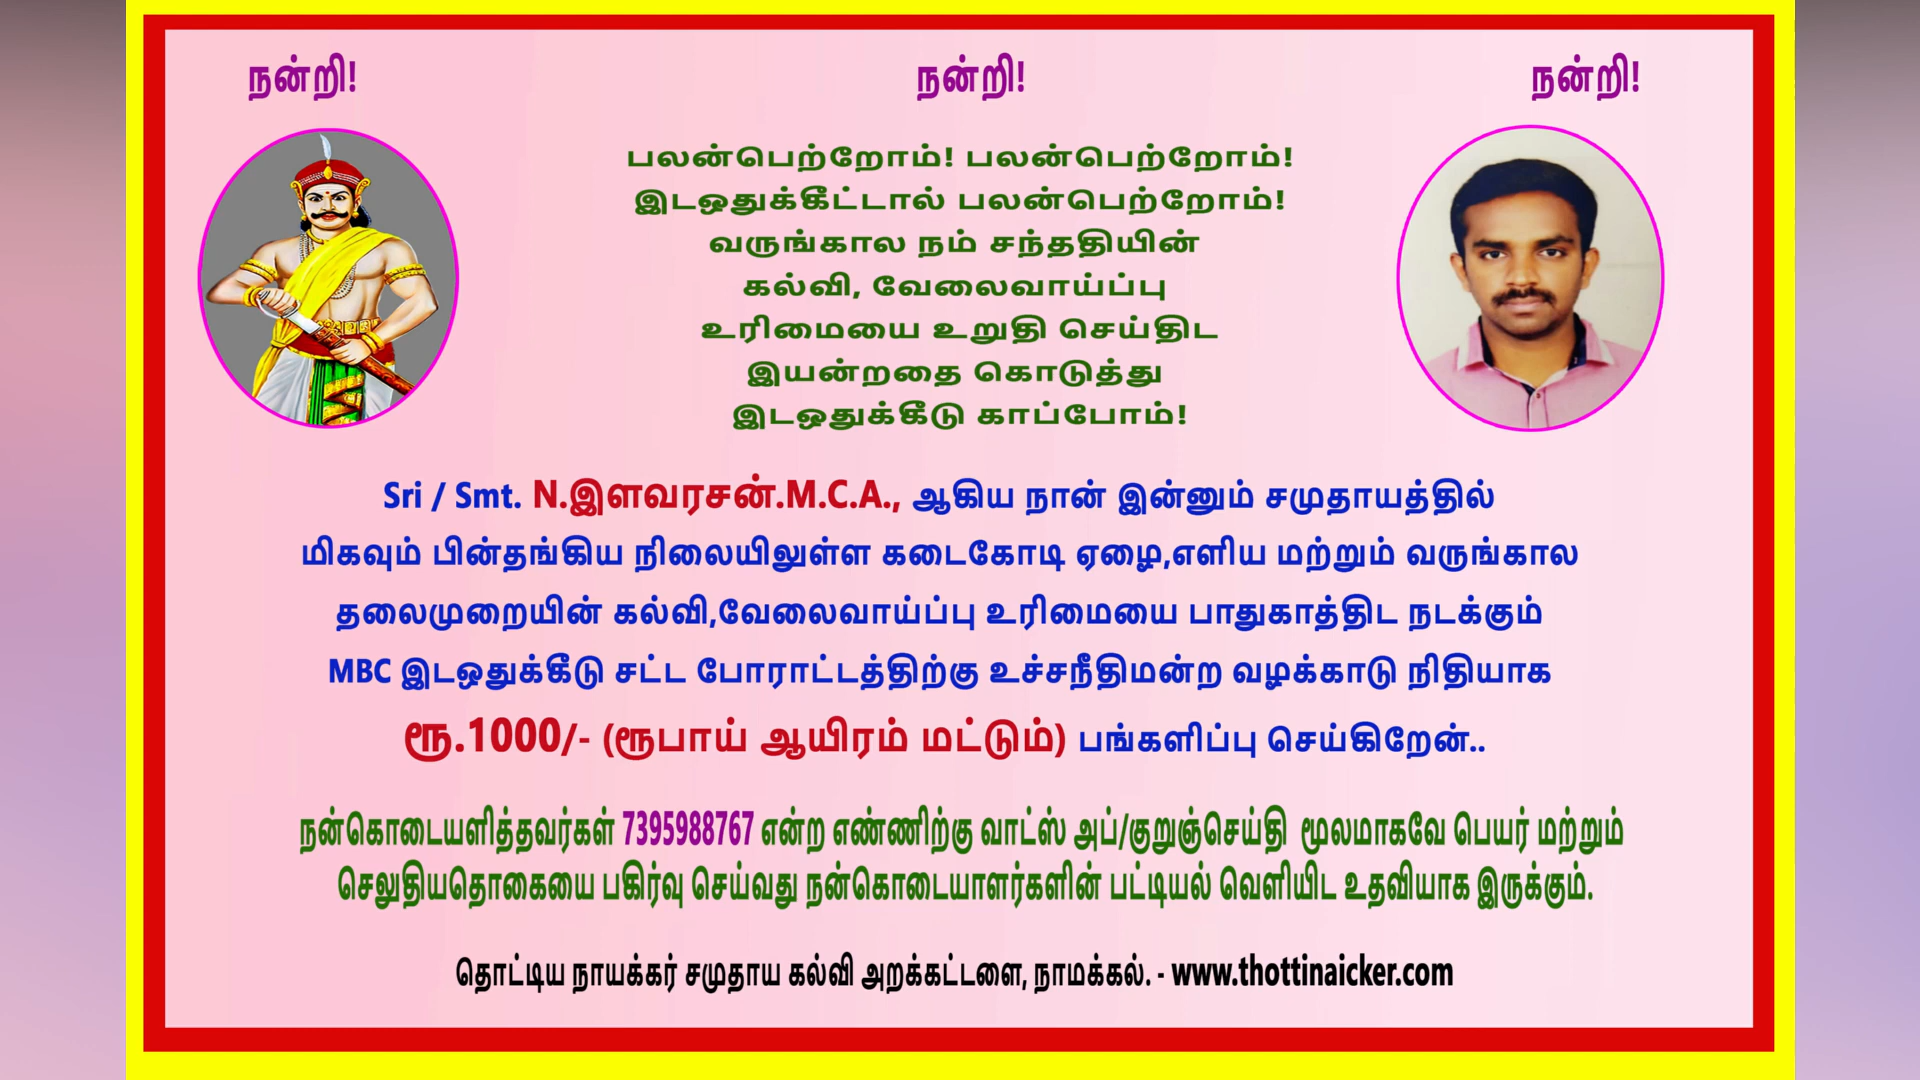 நன்றி! நன்றி! நன்றி!
பலன்பெற்றோம்! பலன்பெற்றோம்!
இடஒதுக்கீட்டால் பலன்பெற்றோம்!
வருங்கால நம் சந்ததியின்
கல்வி, வேலைவாய்ப்பு
உரிமையை உறுதி செய்திட
இயன்றதை கொடுத்து
இடஒதுக்கீடு காப்போம்!
Sri / Smt. N.இளவரசன்.M.C.A., ஆகிய நான் இன்னும் சமுதாயத்தில்
மிகவும் பின்தங்கிய நிலையிலுள்ள கடைகோடி ஏழை,எளிய மற்றும் வருங்கால
தலைமுறையின் கல்வி,வேலைவாய்ப்பு உரிமையை பாதுகாத்திட நடக்கும்
MBC இடஒதுக்கீடு சட்ட போராட்டத்திற்கு உச்சநீதிமன்ற வழக்காடு நிதியாக
ரூ.1000/- (ரூபாய் ஆயிரம் மட்டும்) பங்களிப்பு செய்கிறேன்..
நன்கொடையளித்தவர்கள் 7395988767 என்ற எண்ணிற்கு வாட்ஸ் அப்/குறுஞ்செய்தி மூலமாகவே பெயர் மற்றும்
செலுதியதொகையை பகிர்வு செய்வது நன்கொடையாளர்களின் பட்டியல் வெளியிட உதவியாக இருக்கும்.
தொட்டிய நாயக்கர் சமுதாய கல்வி அறக்கட்டளை, நாமக்கல். - www.thottinaicker.com